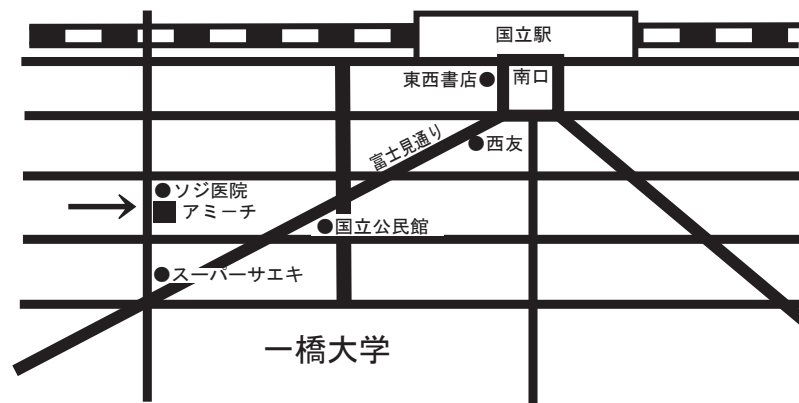 国立駅
東西書店
南口
富士見通り
西友
ソジ医院
アミーチ
国立公民館
スーパーサエキ
一橋大学